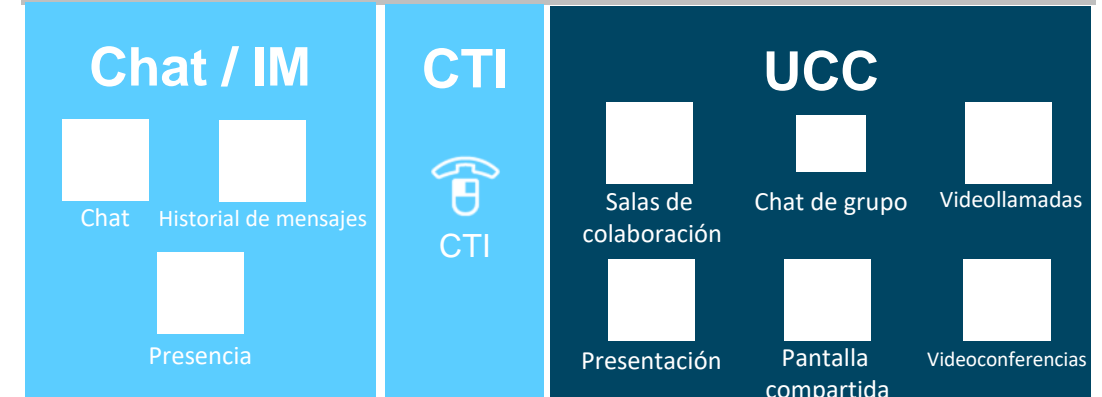 Chat / IM
Chat
Historial de mensajes
Presencia
CTI
CTI
UCC
Salas de
colaboración
Chat de grupo
Videollamadas
Presentación
Pantalla
compartida
Videoconferencias